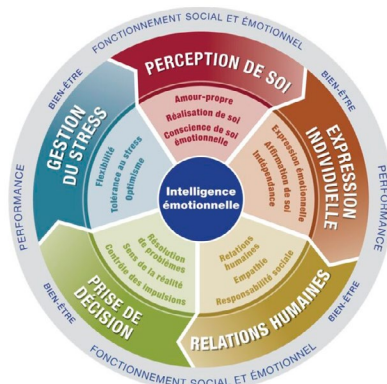 FONCTIONNEMENT SOCIAL ET ÉMOTIONNEL
BIEN-ÊTRE
PERFORMANCE
BIEN-ÊTRE
FONCTIONNEMENT SOCIAL ET ÉMOTIONNEL
BIEN-ÊTRE
PERFORMANCE
BIEN-ÊTRE
PERCEPTION DE SOI
Amour-propre
Réalisation de soi
Conscience de soi
émotionnelle
EXPRESSION
INDIVIDUELLE
Expression émotionnelle
Affirmation de soi
Indépendance
RELATIONS HUMAINES
Relations
humaines
Empathie
Responsabilité sociale
PRISE DE
DÉCISION
Résolution
de problèmes
Sens de la réalité
Contrôle des impulsions
GESTION
DU STRESS
Flexibilité
Tolérance au stress
Optimisme
Intelligence
émotionnelle